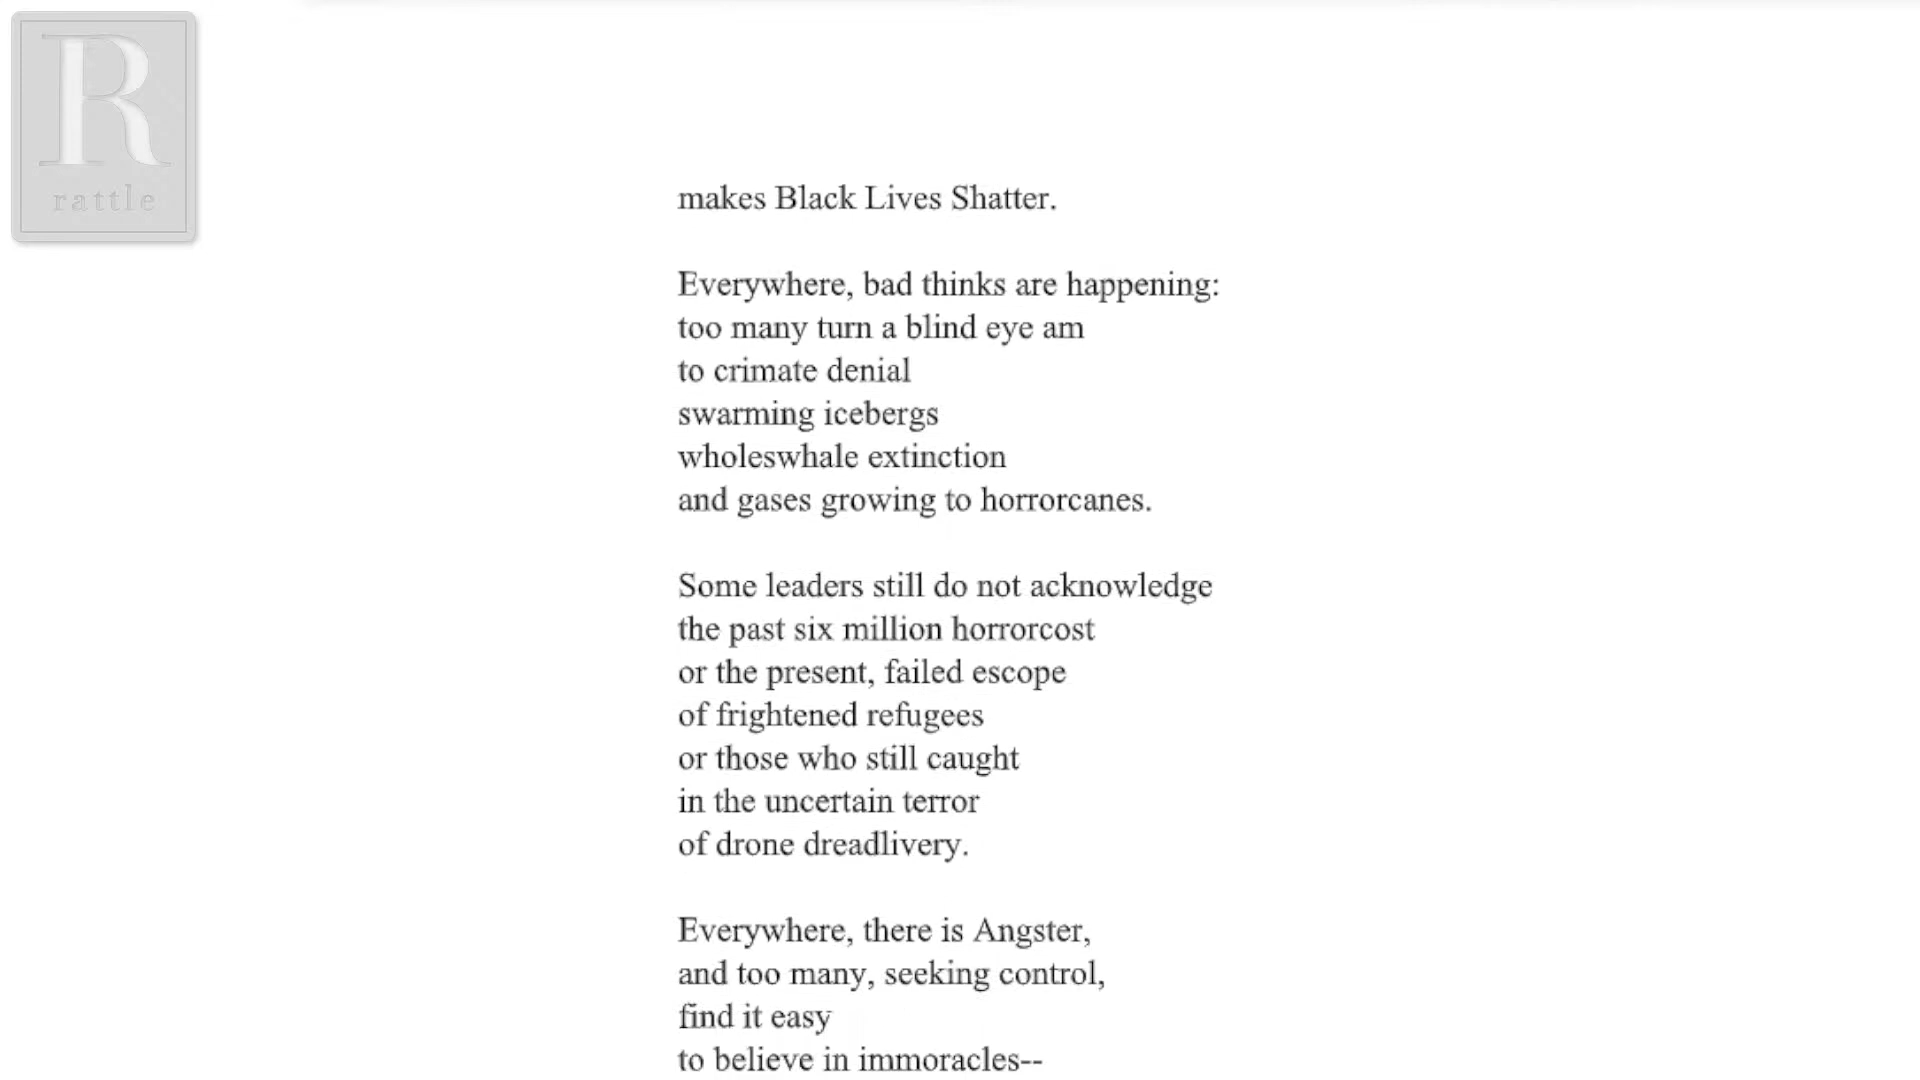 R
rattle
makes Black Lives Shatter.
Everywhere, bad thinks are happening:
too many turn a blind eye am
to crimate denial
swarming icebergs
wholeswhale extinction
and gases growing to horrorcanes.
Some leaders still do not acknowledge
the past six million horrorcost
or the present, failed escope
of frightened refugees
or those who still caught
in the uncertain terror
of drone dreadlivery.
Everywhere, there is Angster,
and too many, seeking control,
find it easy
to believe in immoracles--